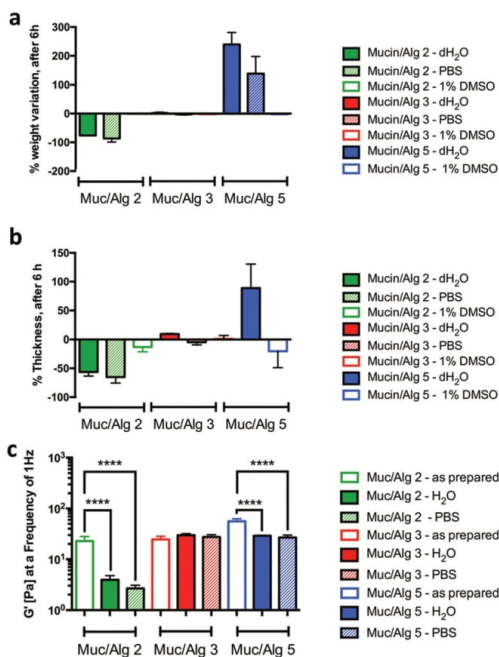 a
% weight variation, after 6h
300
200
100
0
-100
-200
Muc/Alg 2
Muc/Alg 3
Muc/Alg 5
Mucin/Alg 2 - dH2O
Mucin/Alg 2 - PBS
Mucin/Alg 2 - 1% DMSO
Mucin/Alg 3 - dH2O
Mucin/Alg 3 - PBS
Mucin/Alg 3 - 1% DMSO
Mucin/Alg 5 - dH2O
Mucin/Alg 5 - 1% DMSO
b
% Thickness, after 6 h
150
100
50
0
-50
-100
Muc/Alg 2
Muc/Alg 3
Muc/Alg 5
Mucin/Alg 2 - dH2O
Mucin/Alg 2 - PBS
Mucin/Alg 2 - 1% DMSO
Mucin/Alg 3 - dH2O
Mucin/Alg 3 - PBS
Mucin/Alg 3 - 1% DMSO
Mucin/Alg 5 - dH2O
Mucin/Alg 5 - 1% DMSO
c
G' [Pa] at a Frequency of 1Hz
10³
10²
10¹
10⁰
****
****
****
****
Muc/Alg 2
Muc/Alg 3
Muc/Alg 5
Muc/Alg 2 - as prepared
Muc/Alg 2 - H2O
Muc/Alg 2 - PBS
Muc/Alg 3 - as prepared
Muc/Alg 3 - H2O
Muc/Alg 3 - PBS
Muc/Alg 5 - as prepared
Muc/Alg 5 - H2O
Muc/Alg 5 - PBS